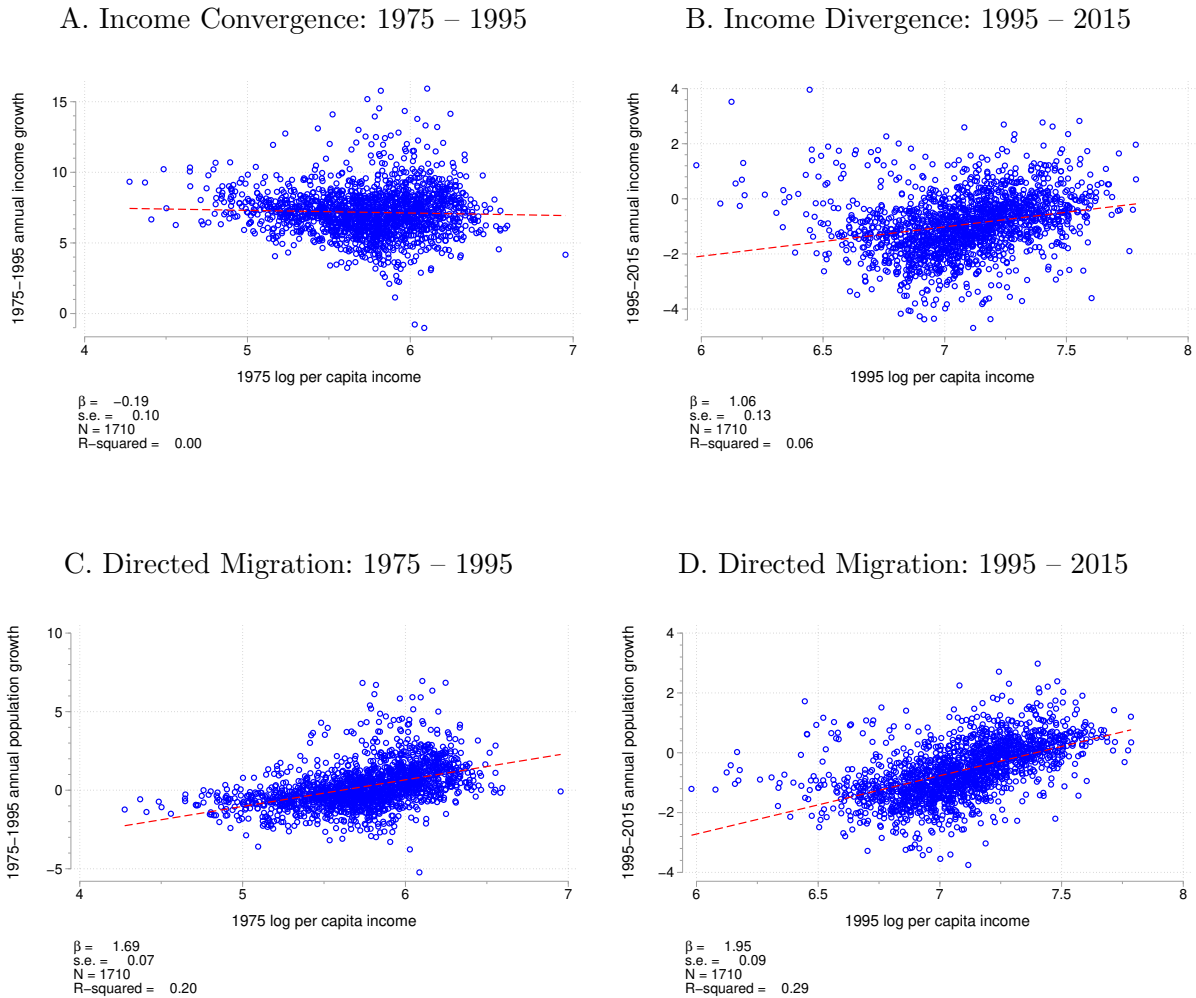 A. Income Convergence: 1975 – 1995
1975−1995 annual income growth
15
10
5
0
4
5
6
7
1975 log per capita income
β = −0.19
s.e. = 0.10
N = 1710
R−squared = 0.00
B. Income Divergence: 1995 – 2015
1995−2015 annual income growth
4
2
0
−2
−4
6
6.5
7
7.5
8
1995 log per capita income
β = 1.06
s.e. = 0.13
N = 1710
R−squared = 0.06
C. Directed Migration: 1975 – 1995
1975−1995 annual population growth
10
5
0
−5
4
5
6
7
1975 log per capita income
β = 1.69
s.e. = 0.07
N = 1710
R−squared = 0.20
D. Directed Migration: 1995 – 2015
1995−2015 annual population growth
4
2
0
−2
−4
6
6.5
7
7.5
8
1995 log per capita income
β = 1.95
s.e. = 0.09
N = 1710
R−squared = 0.29